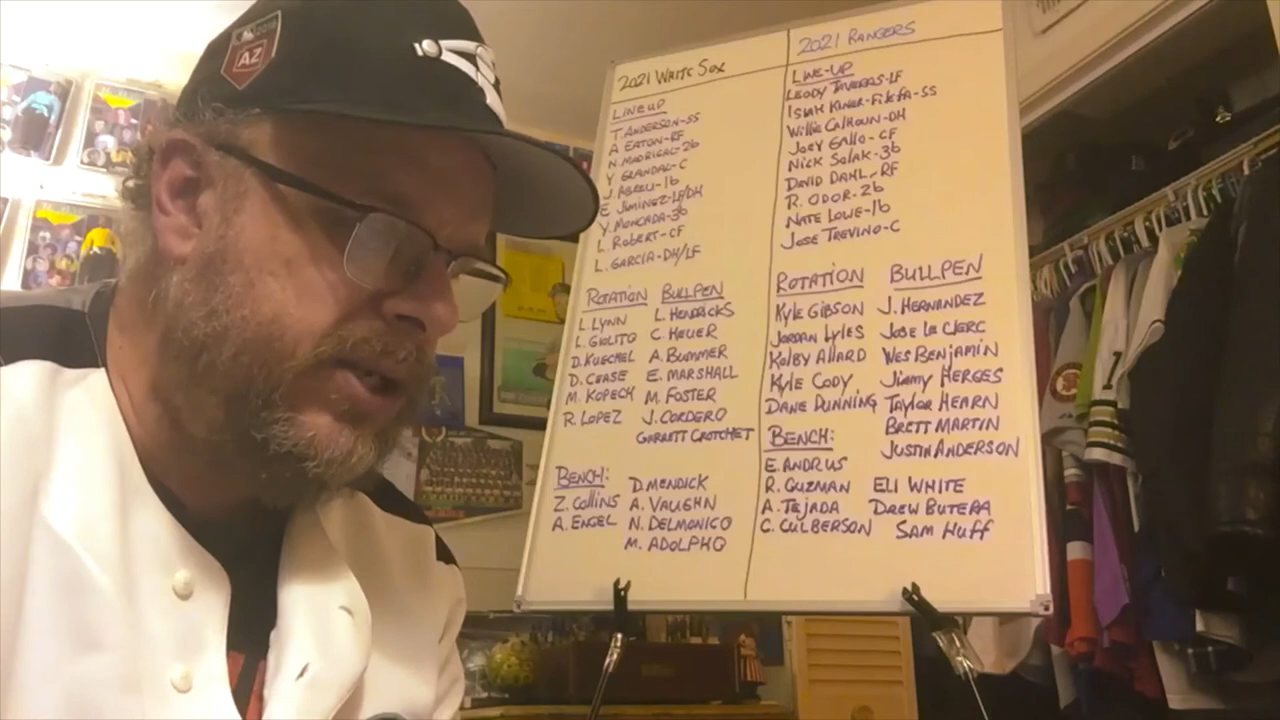 AZ
2021 WHITE SOX
LINEUP
T. ANDERSON-SS
A EATON-RF
N. MADRIGAL-2b
Y GRANDAL-C
J. ABREU-1b
E JIMINEZ-LF/DH
Y. MONCADA-3b
L. ROBERT-CF
L. GARCIA-DH/LF
ROTATION BULLPEN
L. LYNN L. HENDRICKS
L. GIOLITO C. HEUER
D. KUECHEL A. BUMMER
D. CEASE E. MARSHALL
M. KOPECH M. FOSTER
R. LOPEZ J. CORDERO
GARRETT CROTCHET
BENCH: D. MENDICK
Z. COLLINS A. VAUGHN
A. ENGEL N. DELMONICO
M. ADOLPHO
2021 RANGERS
LINE-UP
LEODY TAVERAS-LF
ISIAH KINER-FILEFA-SS
WILLIE CALHOUN-DH
JOEY GALLO-CF
NICK SOLAK-3b
DAVID DAHL-RF
R. ODOR-2b
NATE LOWE-1b
JOSE TREVINO-C
ROTATION BULLPEN
KYLE GIBSON J. HERNANDEZ
JORDAN LYLES JOSE LE CLERC
KOLBY ALLARD WES BENJAMIN
KYLE CODY JIMMY HERGES
DANE DUNNING TAYLOR HEARN
BRETT MARTIN
JUSTIN ANDERSON
BENCH:
E. ANDRUS
R. GUZMAN ELI WHITE
A. TEJADA DREW BUTERA
C. CULBERSON SAM HUFF